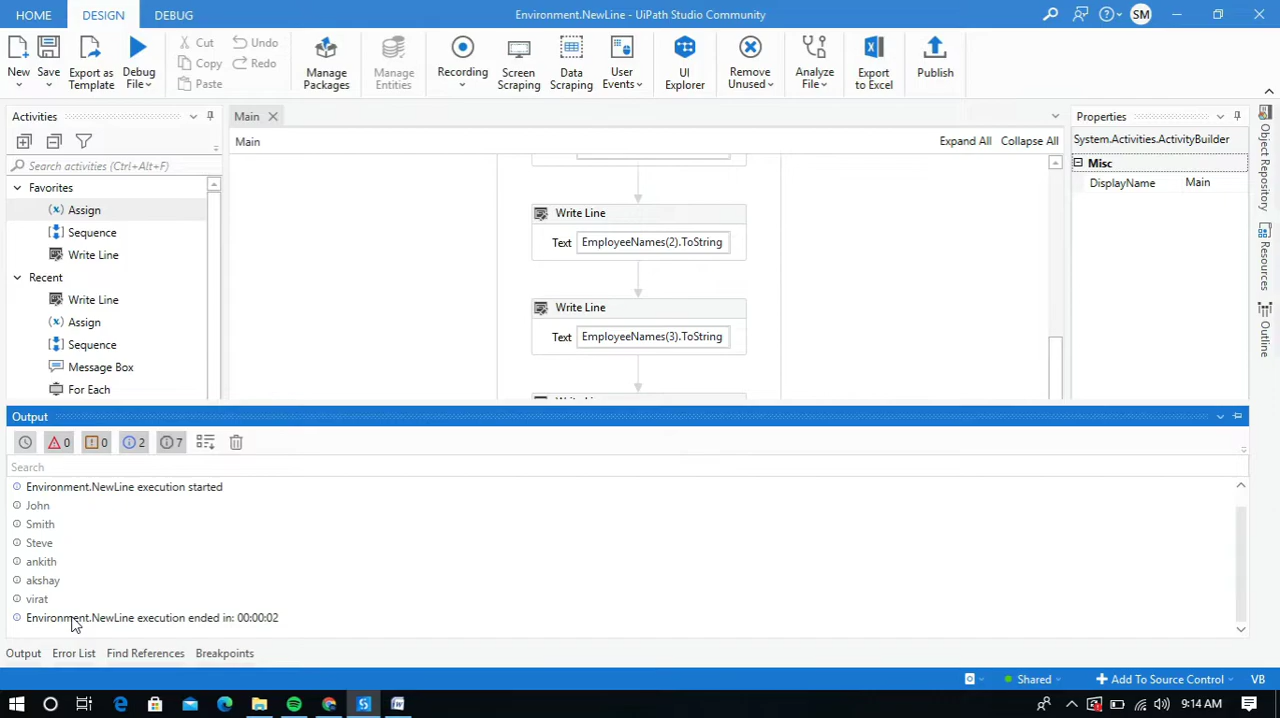 HOME
DESIGN
DEBUG
Environment.NewLine - UiPath Studio Community
SM
New
Save
Export as
Template
Debug
File
Cut
Copy
Paste
Undo
Redo
Manage
Packages
Manage
Entities
Recording
Screen
Scraping
Data
Scraping
User
Events
UI
Explorer
Remove
Unused
Analyze
File
Export
to Excel
Publish
Activities
Search activities (Ctrl+Alt+F)
Favorites
Assign
Sequence
Write Line
Recent
Write Line
Assign
Sequence
Message Box
For Each
Main
Main
Expand All
Collapse All
Write Line
Text
EmployeeNames(2).ToString
Write Line
Text
EmployeeNames(3).ToString
Properties
System.Activities.ActivityBuilder
Misc
DisplayName
Main
Object Repository
Resources
Outline
Output
0
0
2
7
Search
Environment.NewLine execution started
John
Smith
Steve
ankith
akshay
virat
Environment.NewLine execution ended in: 00:00:02
Output
Error List
Find References
Breakpoints
Shared
Add To Source Control
VB
9:14 AM